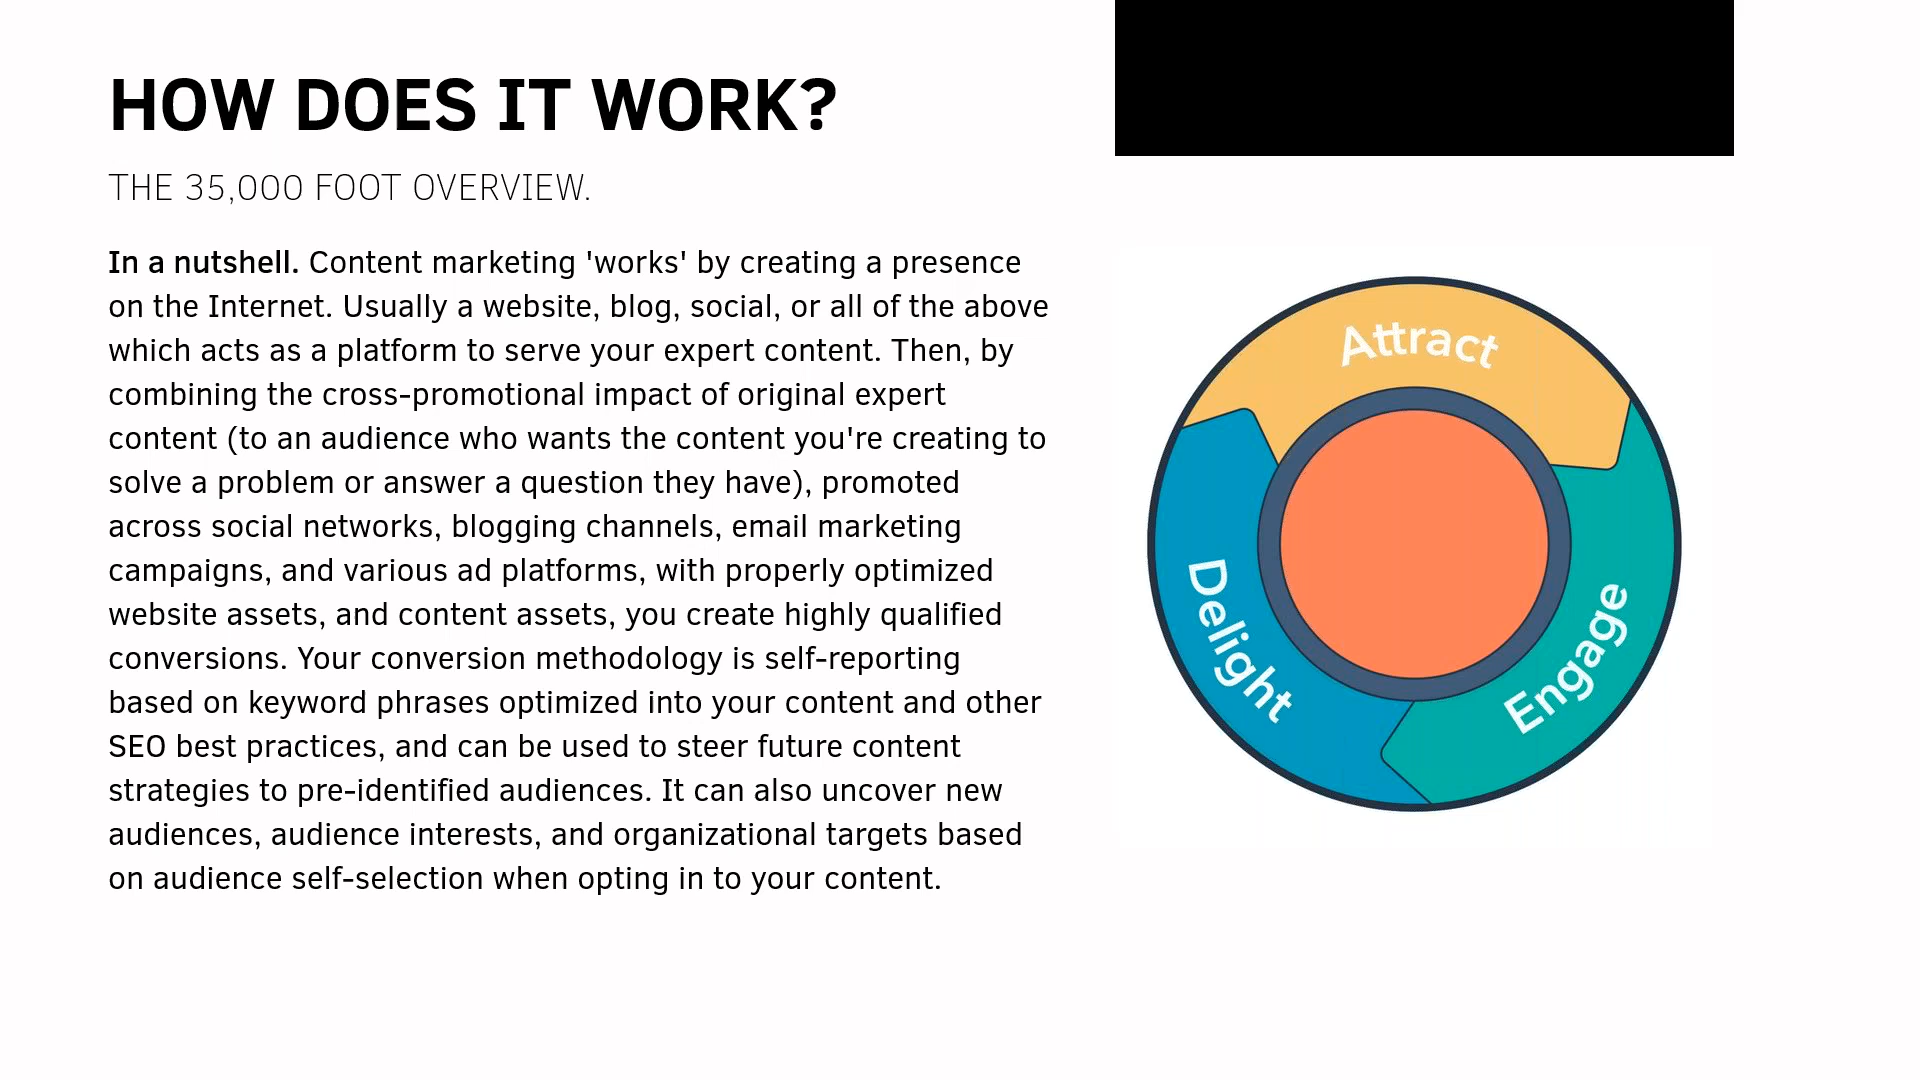 HOW DOES IT WORK?
THE 35,000 FOOT OVERVIEW.
In a nutshell. Content marketing 'works' by creating a presence
on the Internet. Usually a website, blog, social, or all of the above
which acts as a platform to serve your expert content. Then, by
combining the cross-promotional impact of original expert
content (to an audience who wants the content you're creating to
solve a problem or answer a question they have), promoted
across social networks, blogging channels, email marketing
campaigns, and various ad platforms, with properly optimized
website assets, and content assets, you create highly qualified
conversions. Your conversion methodology is self-reporting
based on keyword phrases optimized into your content and other
SEO best practices, and can be used to steer future content
strategies to pre-identified audiences. It can also uncover new
audiences, audience interests, and organizational targets based
on audience self-selection when opting in to your content.
Attract
Engage
Delight